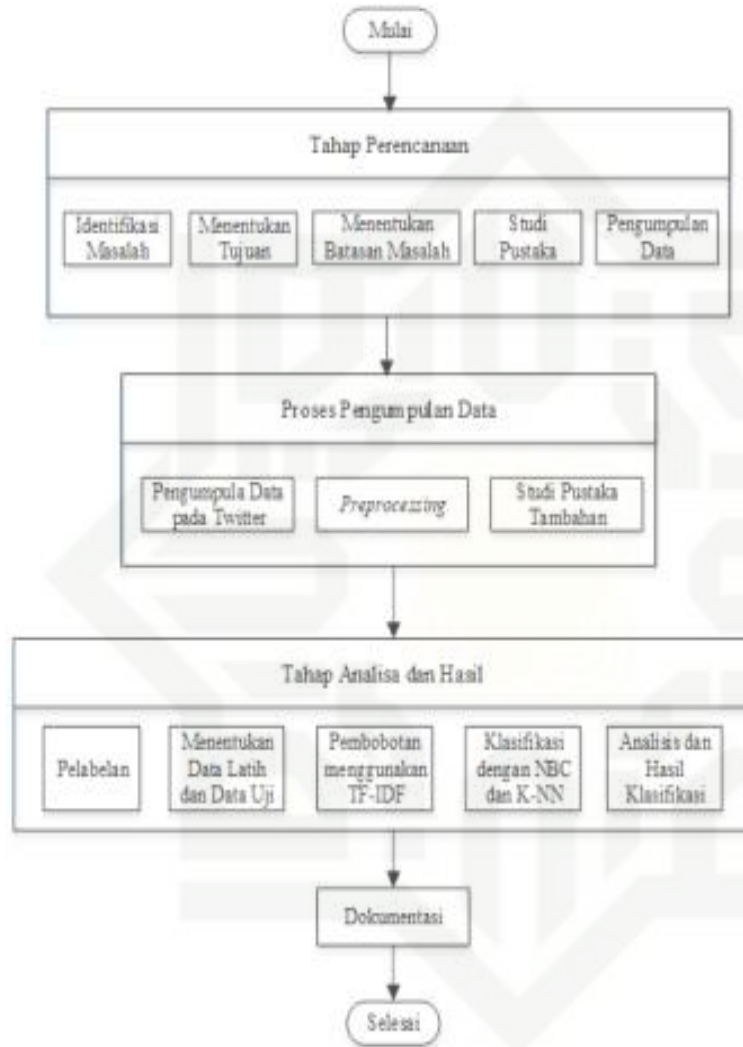 Mulai
Tahap Perencanaan
Identifikasi
Masalah
Menentukan
Tujuan
Menentukan
Batasan Masalah
Studi
Pustaka
Pengumpulan
Data
Proses Pengumpulan Data
Pengumpula Data
pada Twitter
Preprocessing
Studi Pustaka
Tambahan
Tahap Analisa dan Hasil
Pelabelan
Menentukan
Data Latih
dan Data Uji
Pembobotan
menggunakan
TF-IDF
Klasifikasi
dengan NBC
dan K-NN
Analisis dan
Hasil
Klasifikasi
Dokumentasi
Selesai